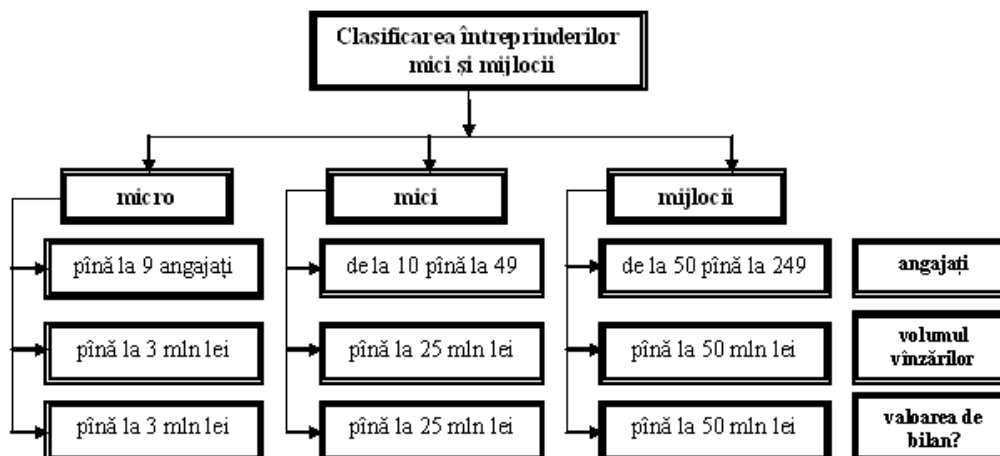 Clasificarea întreprinderilor
mici și mijlocii
micro
mici
mijlocii
pînă la 9 angajați
de la 10 pînă la 49
de la 50 pînă la 249
angajați
pînă la 3 mln lei
pînă la 25 mln lei
pînă la 50 mln lei
volumul
vînzărilor
pînă la 3 mln lei
pînă la 25 mln lei
pînă la 50 mln lei
valoarea de
bilan?